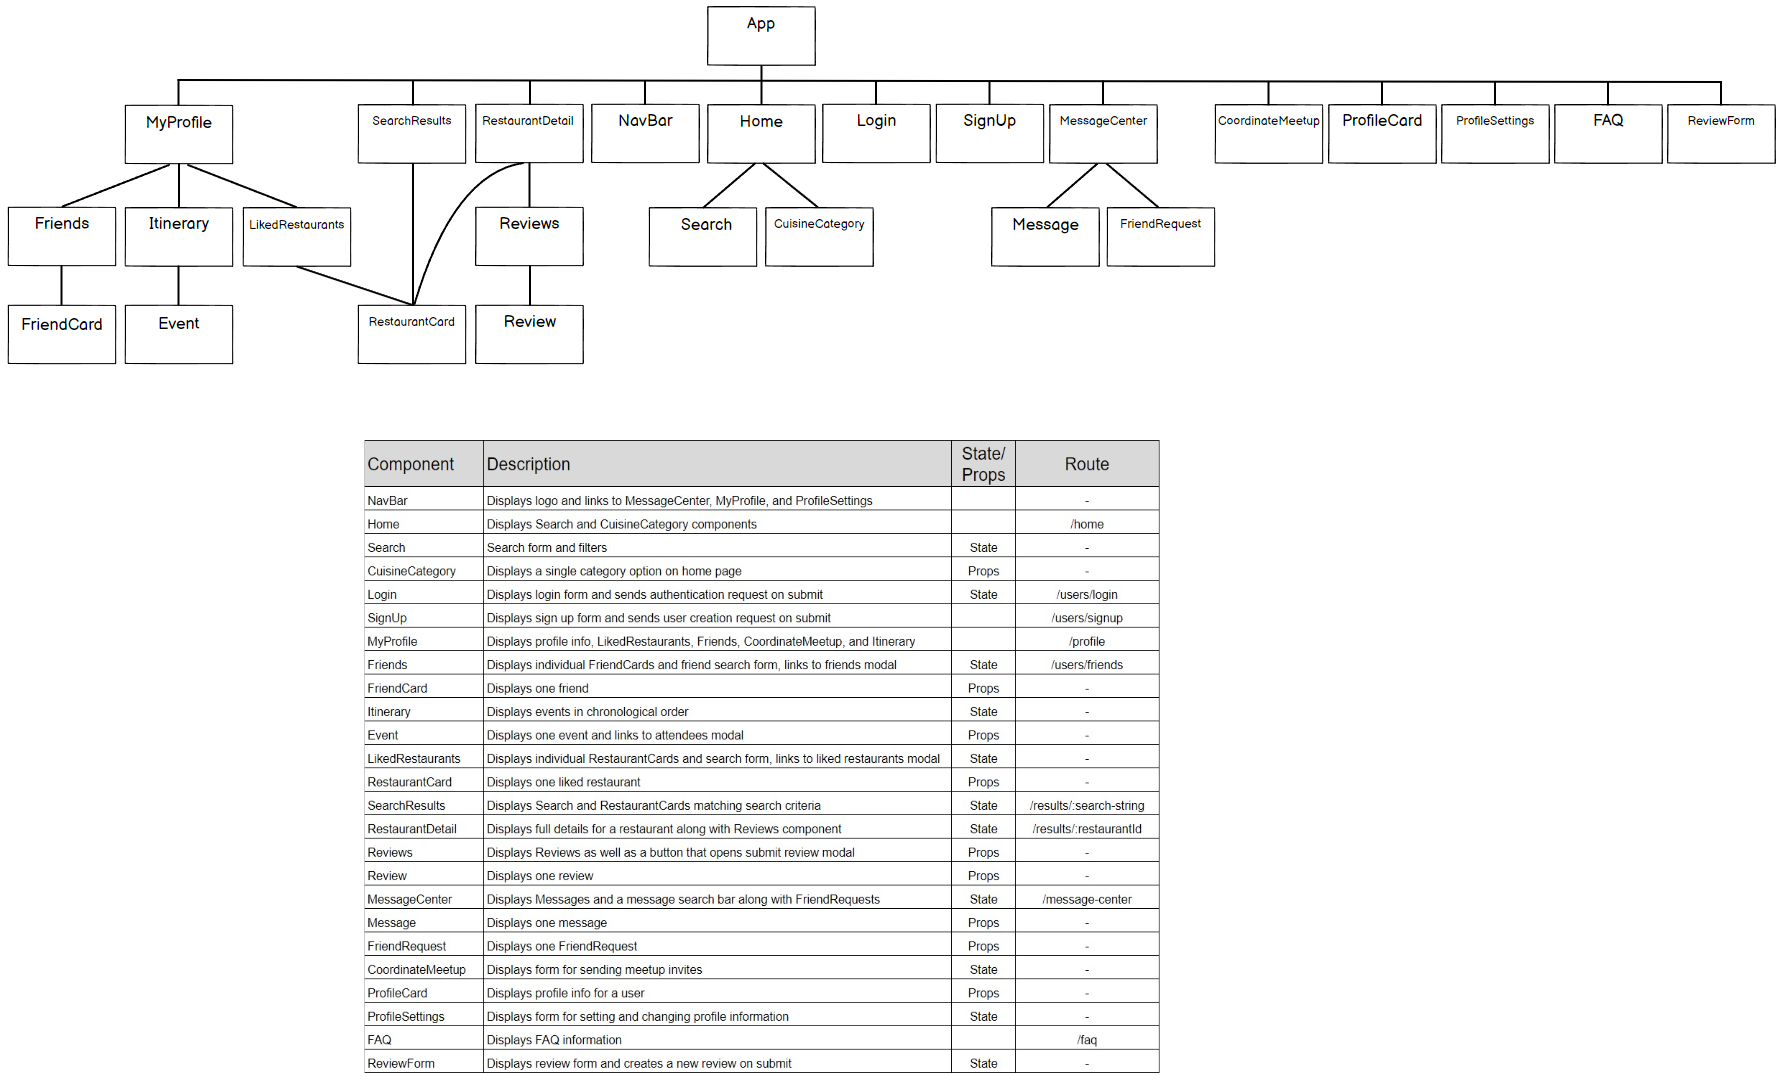 App
MyProfile
SearchResults
RestaurantDetail
NavBar
Home
Login
SignUp
MessageCenter
CoordinateMeetup
ProfileCard
ProfileSettings
FAQ
ReviewForm
Friends
Itinerary
LikedRestaurants
Reviews
Search
CuisineCategory
Message
FriendRequest
FriendCard
Event
RestaurantCard
Review
Component Description State/ Props Route
NavBar Displays logo and links to MessageCenter, MyProfile, and ProfileSettings -
Home Displays Search and CuisineCategory components /home
Search Search form and filters State -
CuisineCategory Displays a single category option on home page Props -
Login Displays login form and sends authentication request on submit State /users/login
SignUp Displays sign up form and sends user creation request on submit /users/signup
MyProfile Displays profile info, LikedRestaurants, Friends, CoordinateMeetup, and Itinerary /profile
Friends Displays individual FriendCards and friend search form, links to friends modal State /users/friends
FriendCard Displays one friend Props -
Itinerary Displays events in chronological order State -
Event Displays one event and links to attendees modal Props -
LikedRestaurants Displays individual RestaurantCards and search form, links to liked restaurants modal State -
RestaurantCard Displays one liked restaurant Props -
SearchResults Displays Search and RestaurantCards matching search criteria State /results/:search-string
RestaurantDetail Displays full details for a restaurant along with Reviews component State /results/:restaurantId
Reviews Displays Reviews as well as a button that opens submit review modal Props -
Review Displays one review Props -
MessageCenter Displays Messages and a message search bar along with FriendRequests State /message-center
Message Displays one message Props -
FriendRequest Displays one FriendRequest Props -
CoordinateMeetup Displays form for sending meetup invites State -
ProfileCard Displays profile info for a user Props -
ProfileSettings Displays form for setting and changing profile information State -
FAQ Displays FAQ information /faq
ReviewForm Displays review form and creates a new review on submit State -